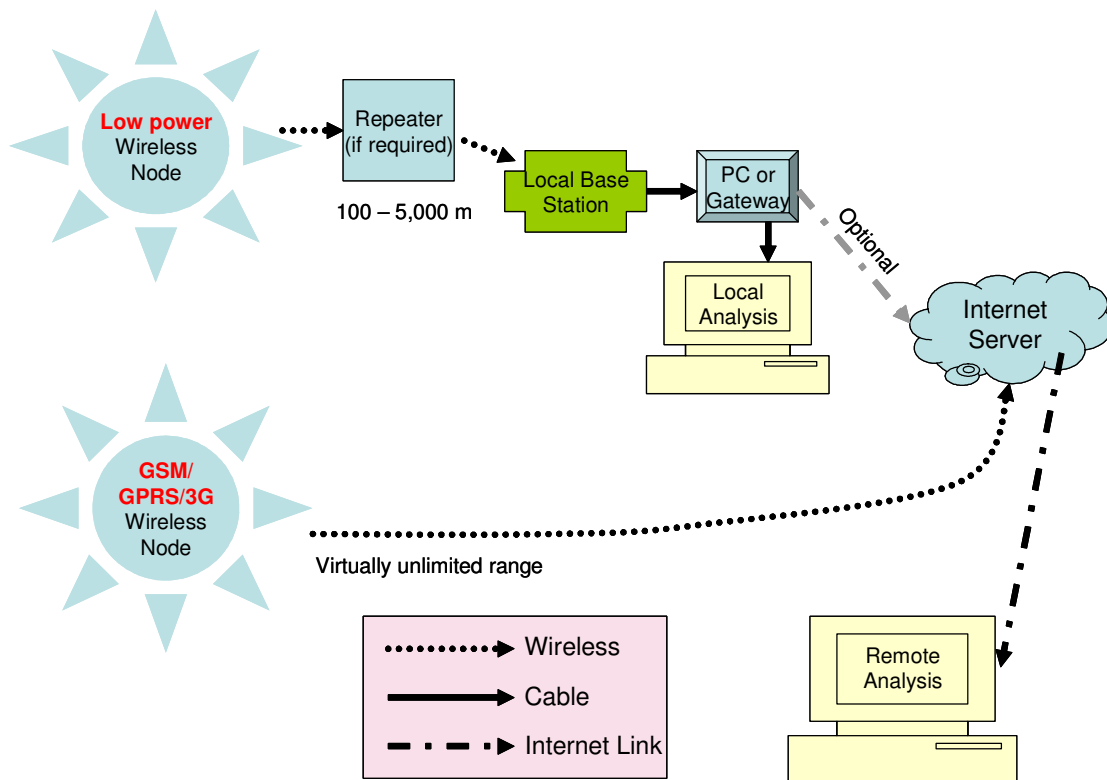 Low power
Wireless
Node
Repeater
(if required)
100 – 5,000 m
Local Base
Station
PC or
Gateway
Optional
Local
Analysis
Internet
Server
GSM/
GPRS/3G
Wireless
Node
Virtually unlimited range
Wireless
Cable
Internet Link
Remote
Analysis